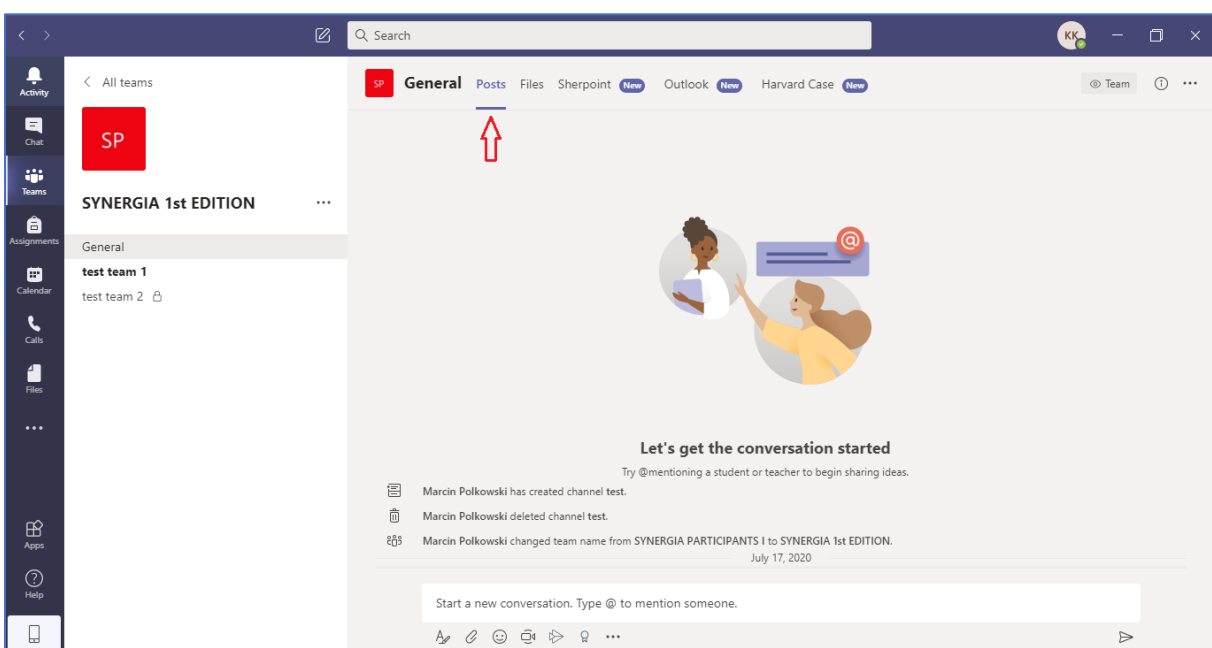 Search
KK
Activity
Chat
Teams
Assignments
Calendar
Calls
Files
Apps
Help
All teams
SP
SYNERGIA 1st EDITION
General
test team 1
test team 2
SP General Posts Files Sherpoint New Outlook New Harvard Case New Team
@
Let's get the conversation started
Try @mentioning a student or teacher to begin sharing ideas.
Marcin Polkowski has created channel test.
Marcin Polkowski deleted channel test.
Marcin Polkowski changed team name from SYNERGIA PARTICIPANTS I to SYNERGIA 1st EDITION.
July 17, 2020
Start a new conversation. Type @ to mention someone.